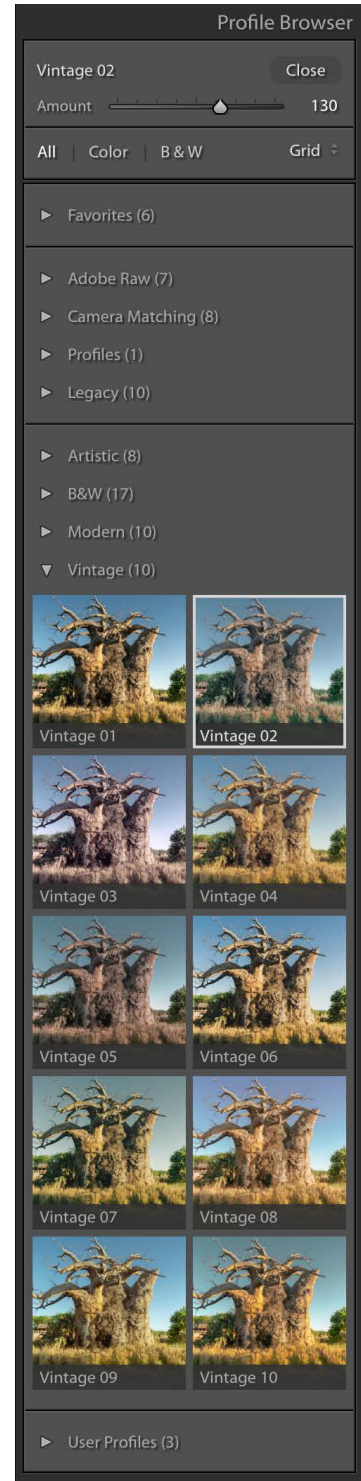 Profile Browser
Vintage 02 Close
Amount 130
All | Color | B & W Grid
Favorites (6)
Adobe Raw (7)
Camera Matching (8)
Profiles (1)
Legacy (10)
Artistic (8)
B&W (17)
Modern (10)
Vintage (10)
Vintage 01 Vintage 02
Vintage 03 Vintage 04
Vintage 05 Vintage 06
Vintage 07 Vintage 08
Vintage 09 Vintage 10
User Profiles (3)